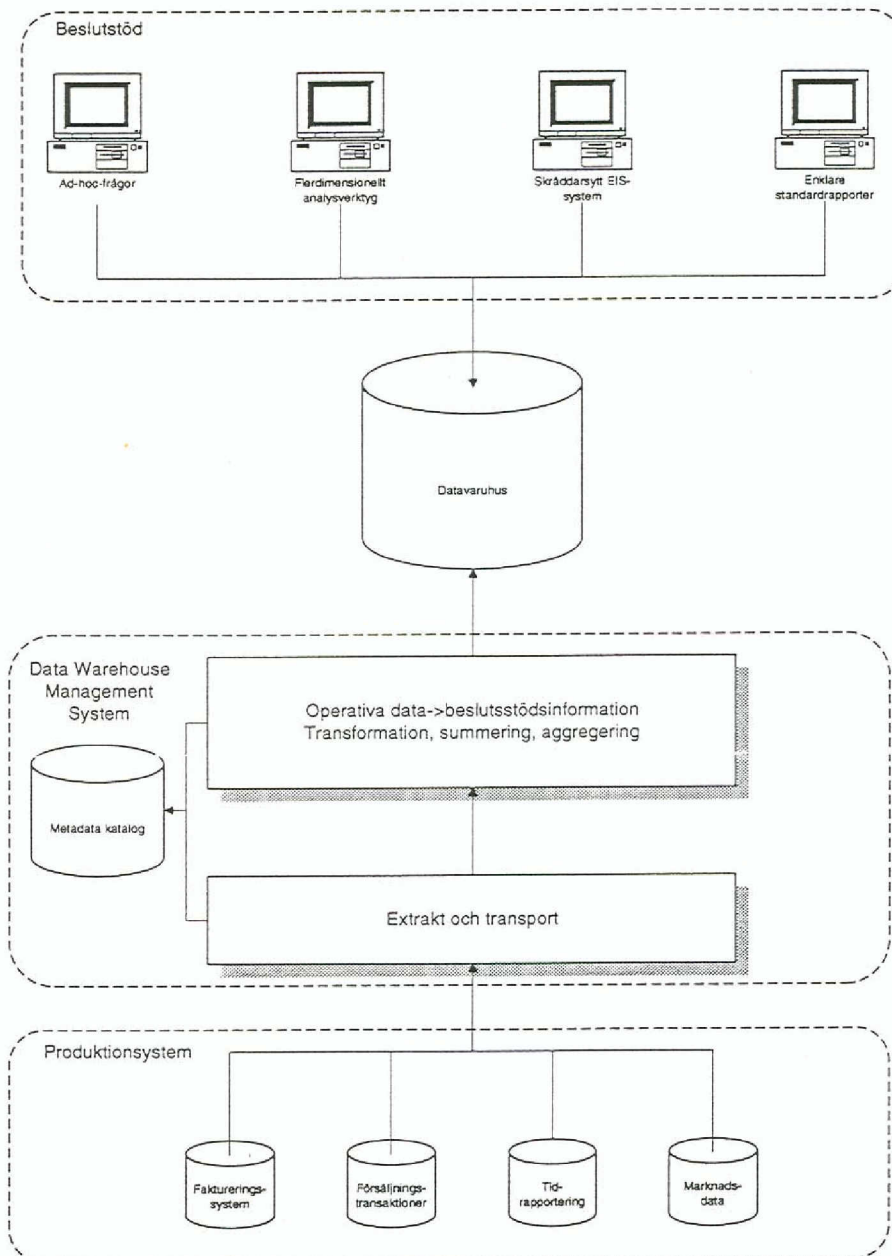 Beslutstöd
Ad-hoc-frågor
Flerdimensionellt
analysverktyg
Skräddarsytt EIS-
system
Enklare
standardrapporter
Datavaruhus
Data Warehouse
Management
System
Operativa data->beslutsstödsinformation
Transformation, summering, aggregering
Metadata katalog
Extrakt och transport
Produktionsystem
Fakturerings-
system
Försäljnings-
transaktioner
Tid-
rapportering
Marknads-
data